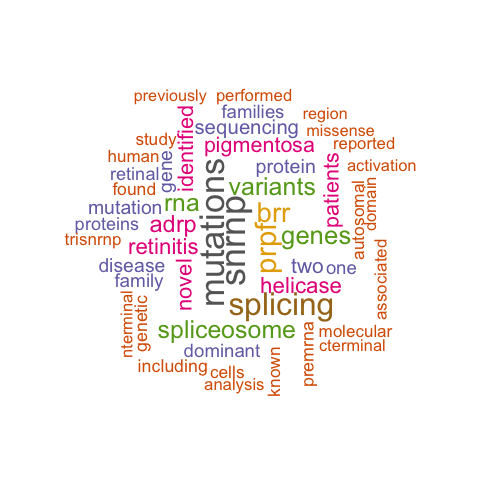 previously performed
families
region
sequencing
missense
identified
study
pigmentosa
reported
human
gene
protein
patients
activation
retinal
found
variants
mutations
snrnp
autosomal
domain
mutation
rna
brr
prpf
proteins
adrp
genes
trisnrnp
retinitis
associated
disease
novel
two one
family
helicase
nterminal
genetic
splicing
spliceosome
premrna
molecular
cterminal
dominant
known
including
cells
analysis